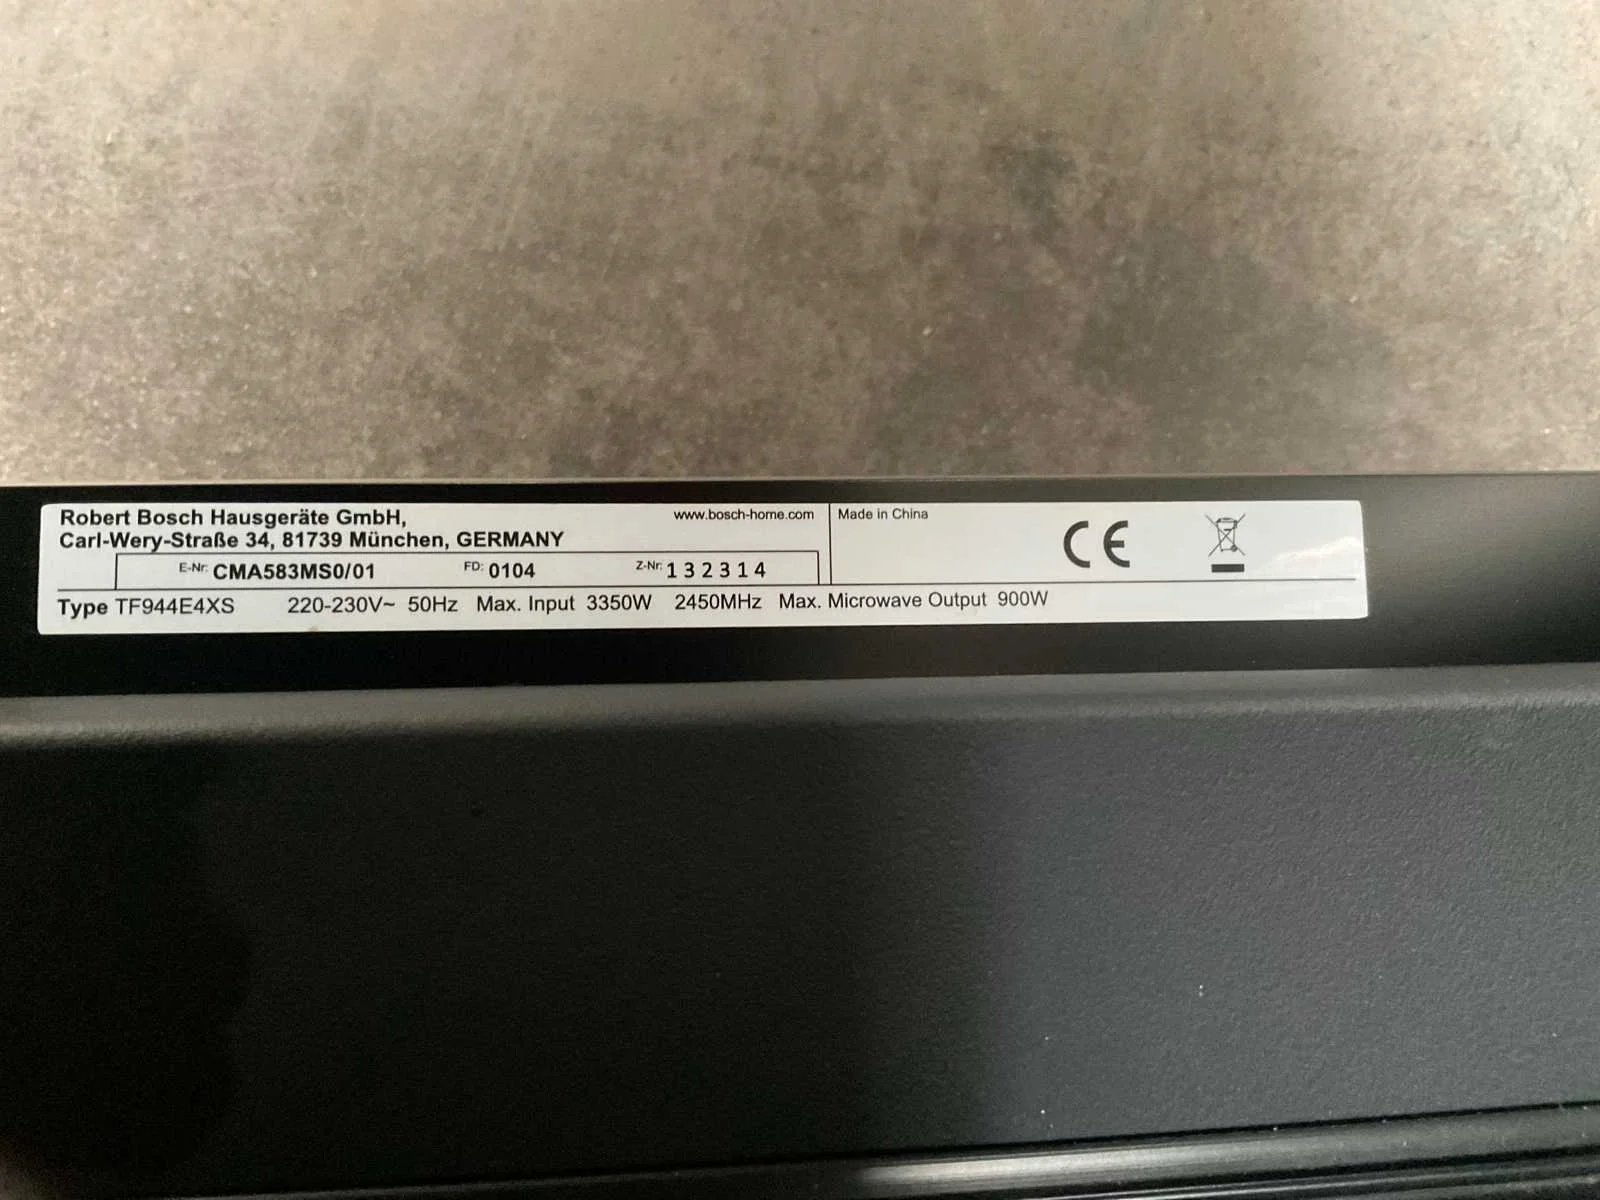 Robert Bosch Hausgeräte GmbH,
www.bosch-home.com
Made in China
Carl-Wery-Straße 34, 81739 München, GERMANY
CE
E-Nr: CMA583MS0/01 FD: 0104 Z-Nr: 132314
Type TF944E4XS 220-230V~ 50Hz Max. Input 3350W 2450MHz Max. Microwave Output 900W